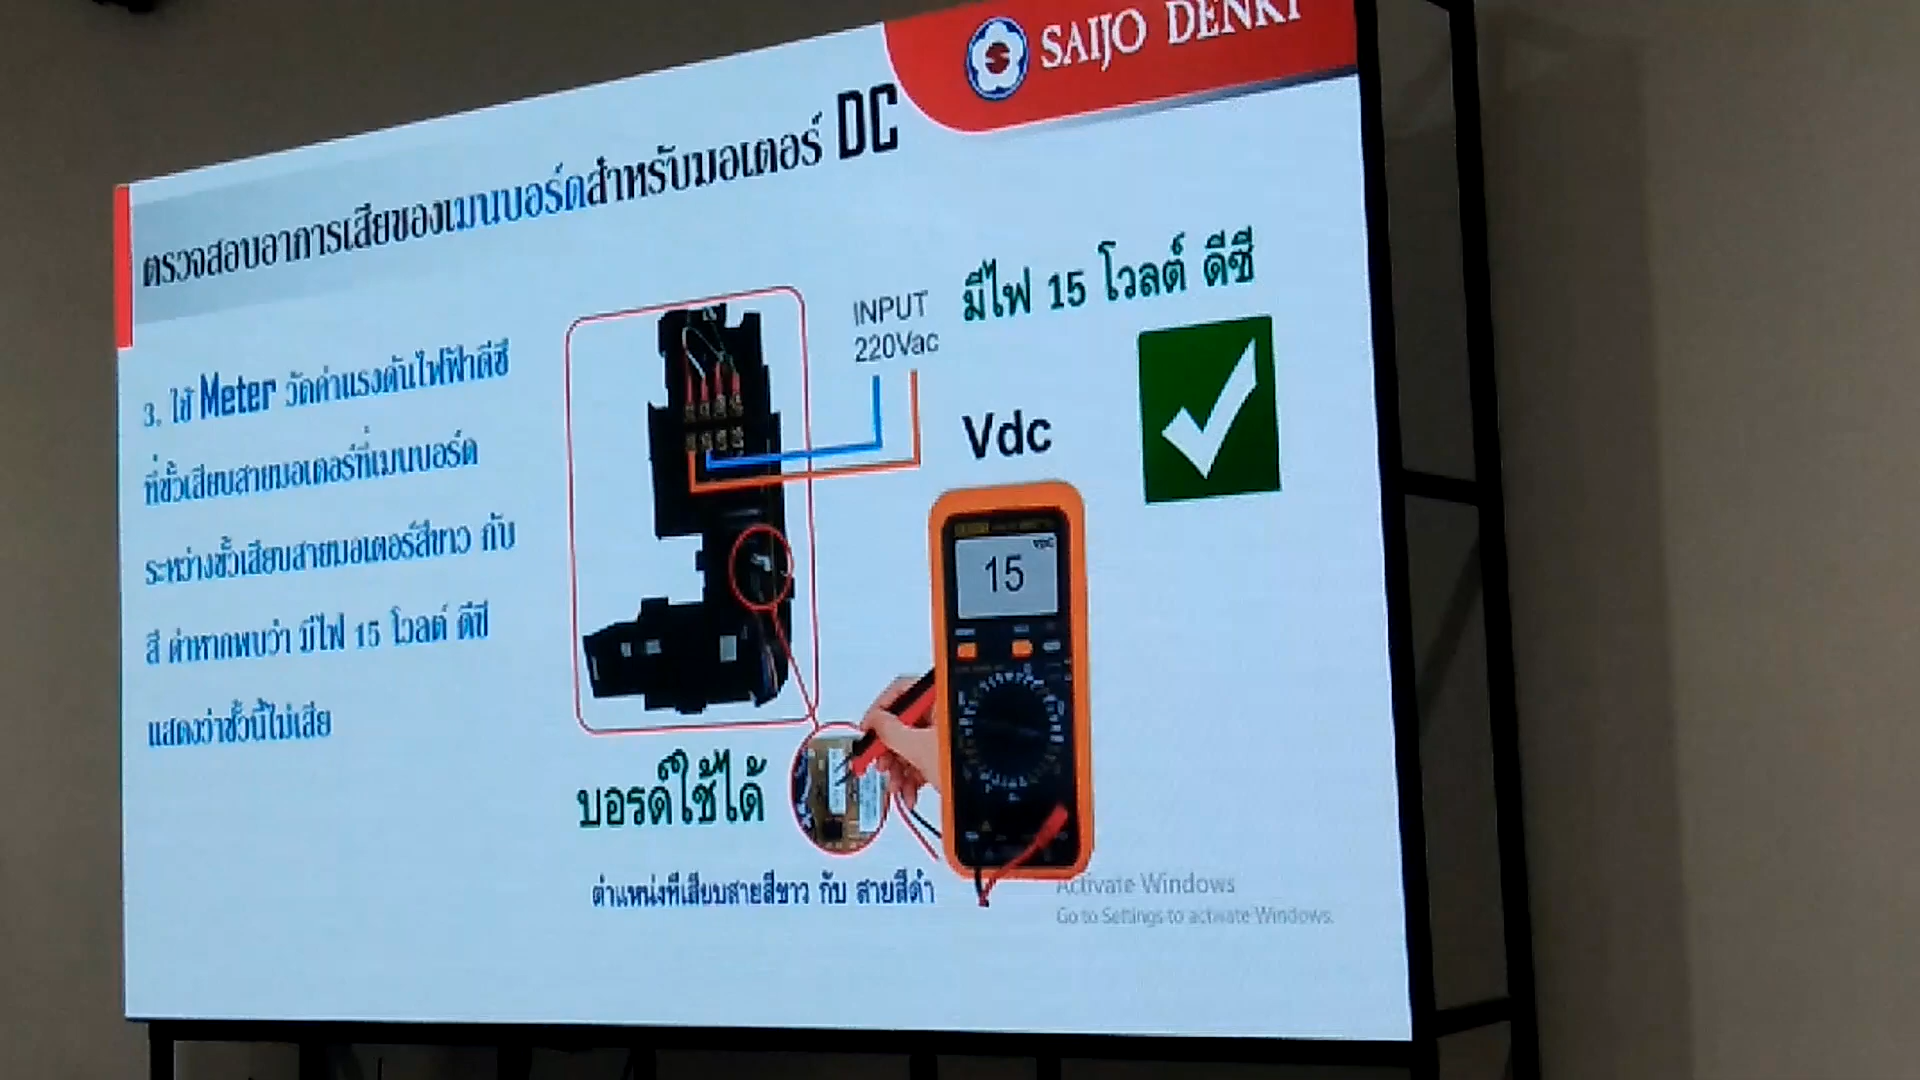 SAIJO DENKI
ตรวจสอบอาการเสียของเมนบอร์ดสำหรับมอเตอร์ DC
มีไฟ 15 โวลต์ ดีซี
INPUT
220Vac
3. ใช้ Meter วัดค่าแรงดันไฟฟ้าดีซี
ที่ขั้วเสียบสายมอเตอร์ที่เมนบอร์ด
ระหว่างขั้วเสียบสายมอเตอร์สีขาว กับ
สี ดำหากพบว่า มีไฟ 15 โวลต์ ดีซี
แสดงว่าขั้วนี้ไม่เสีย
Vdc
VDC
15
บอรด์ใช้ได้
ตำแหน่งที่เสียบสายสีขาว กับ สายสีดำ
Activate Windows
Go to Settings to activate Windows.